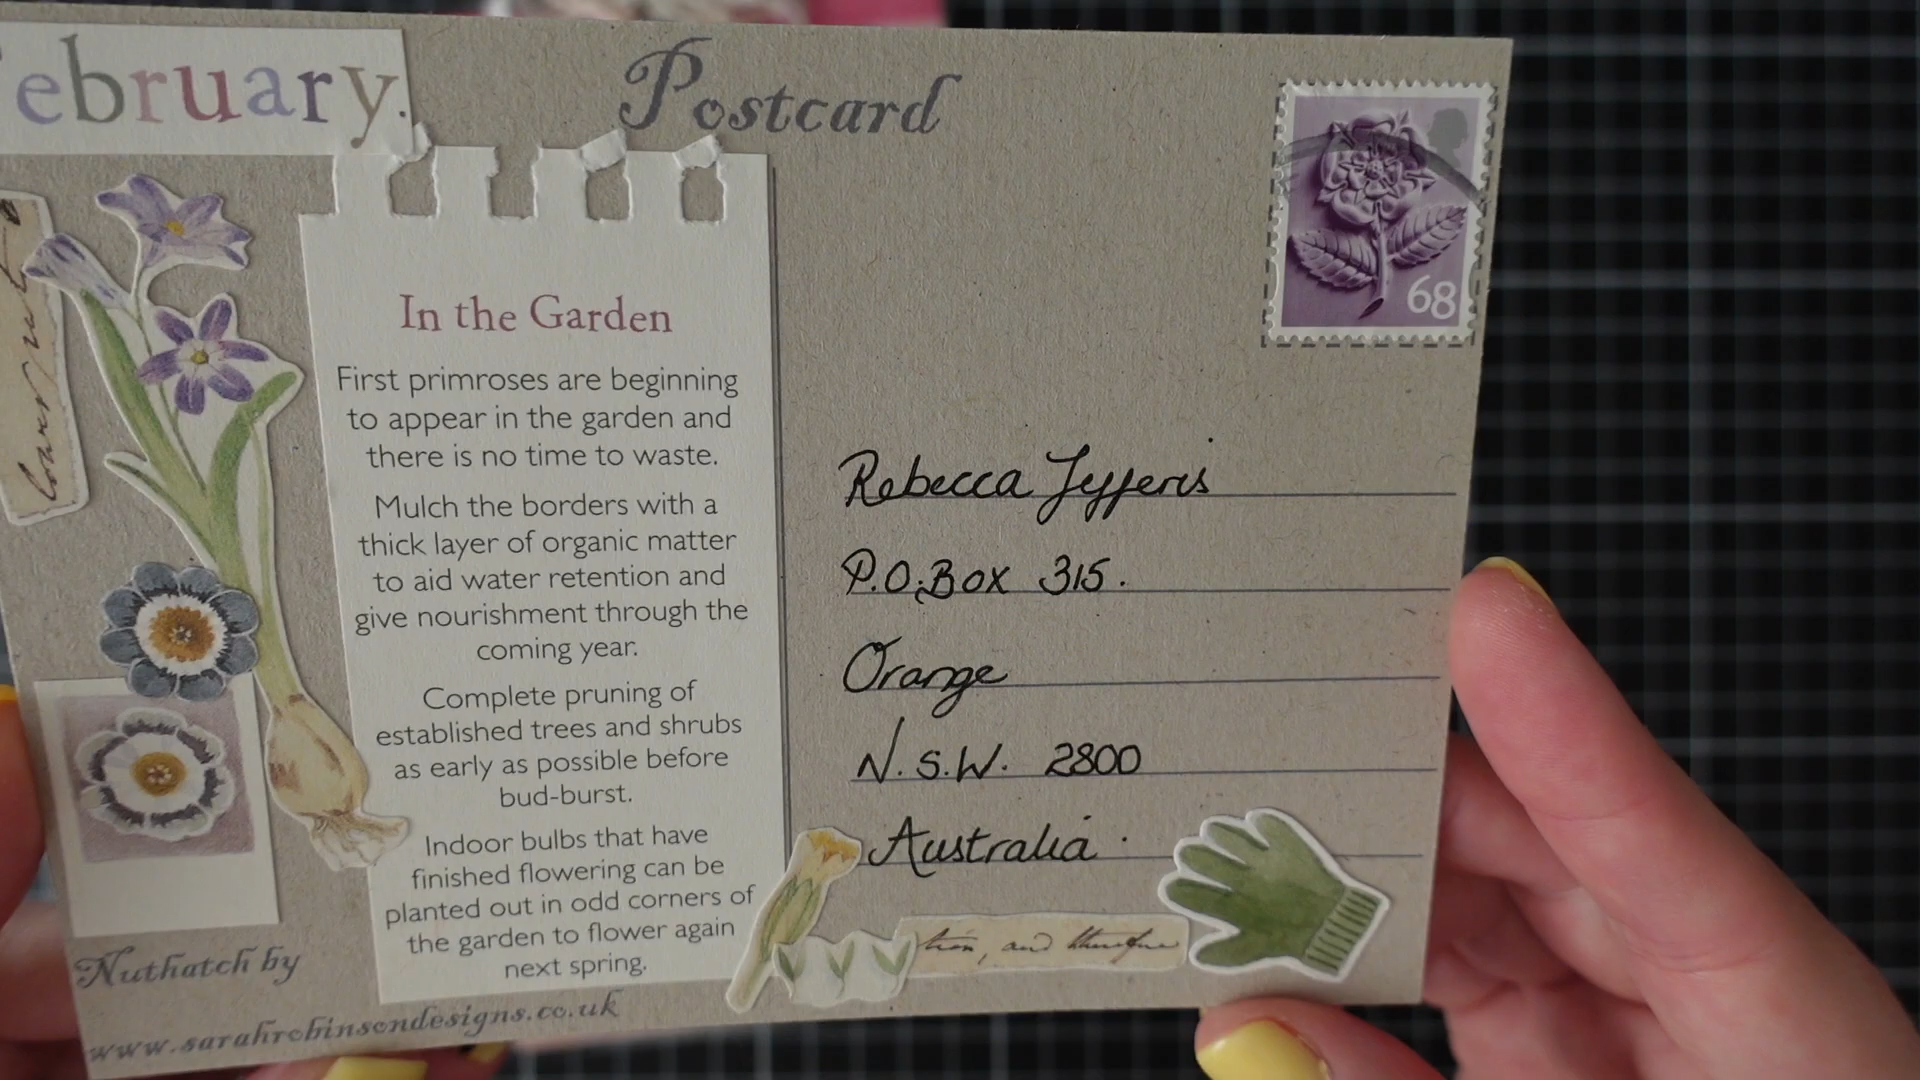 February.
Postcard
68
In the Garden
First primroses are beginning
to appear in the garden and
there is no time to waste.
Mulch the borders with a
thick layer of organic matter
to aid water retention and
give nourishment through the
coming year.
Complete pruning of
established trees and shrubs
as early as possible before
bud-burst.
Indoor bulbs that have
finished flowering can be
planted out in odd corners of
the garden to flower again
next spring.
Rebecca Jefferis
P.O.Box 315.
Orange
N.S.W. 2800
Australia.
tion, and therefore
Nuthatch by
www.sarahrobinsondesigns.co.uk